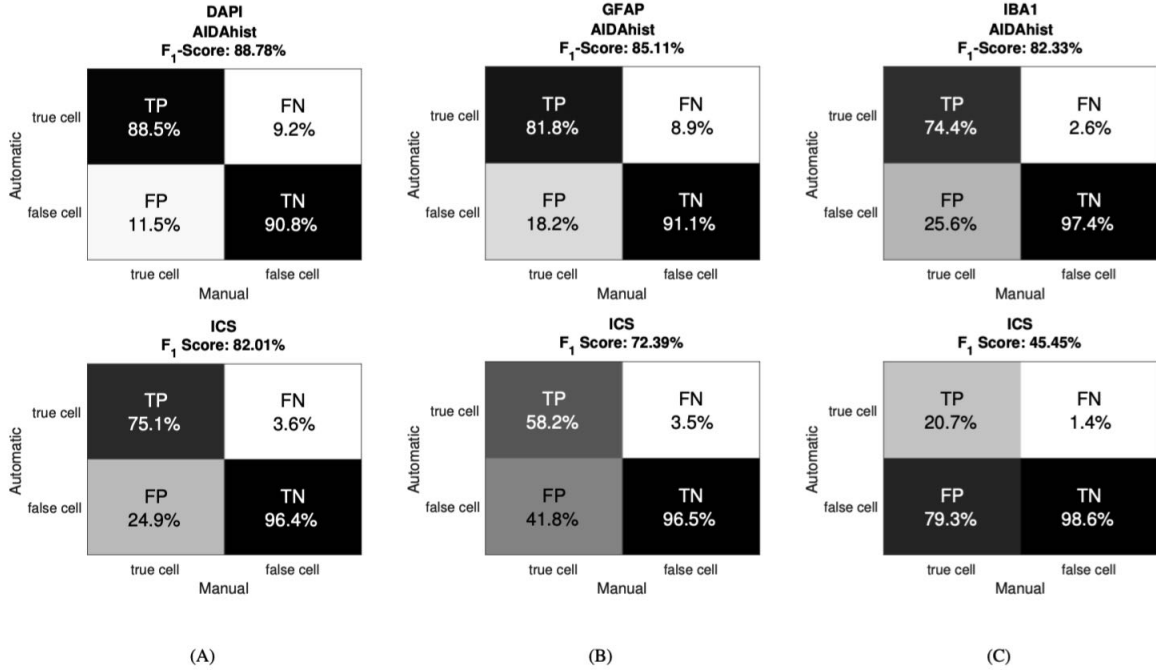 DAPI
AIDAhist
F1-Score: 88.78%
true cell
TP
88.5%
FN
9.2%
Automatic
false cell
FP
11.5%
TN
90.8%
true cell
false cell
Manual
GFAP
AIDAhist
F1-Score: 85.11%
true cell
TP
81.8%
FN
8.9%
Automatic
false cell
FP
18.2%
TN
91.1%
true cell
false cell
Manual
IBA1
AIDAhist
F1-Score: 82.33%
true cell
TP
74.4%
FN
2.6%
Automatic
false cell
FP
25.6%
TN
97.4%
true cell
false cell
Manual
ICS
F1 Score: 82.01%
true cell
TP
75.1%
FN
3.6%
Automatic
false cell
FP
24.9%
TN
96.4%
true cell
false cell
Manual
ICS
F1 Score: 72.39%
true cell
TP
58.2%
FN
3.5%
Automatic
false cell
FP
41.8%
TN
96.5%
true cell
false cell
Manual
ICS
F1 Score: 45.45%
true cell
TP
20.7%
FN
1.4%
Automatic
false cell
FP
79.3%
TN
98.6%
true cell
false cell
Manual
(A)
(B)
(C)